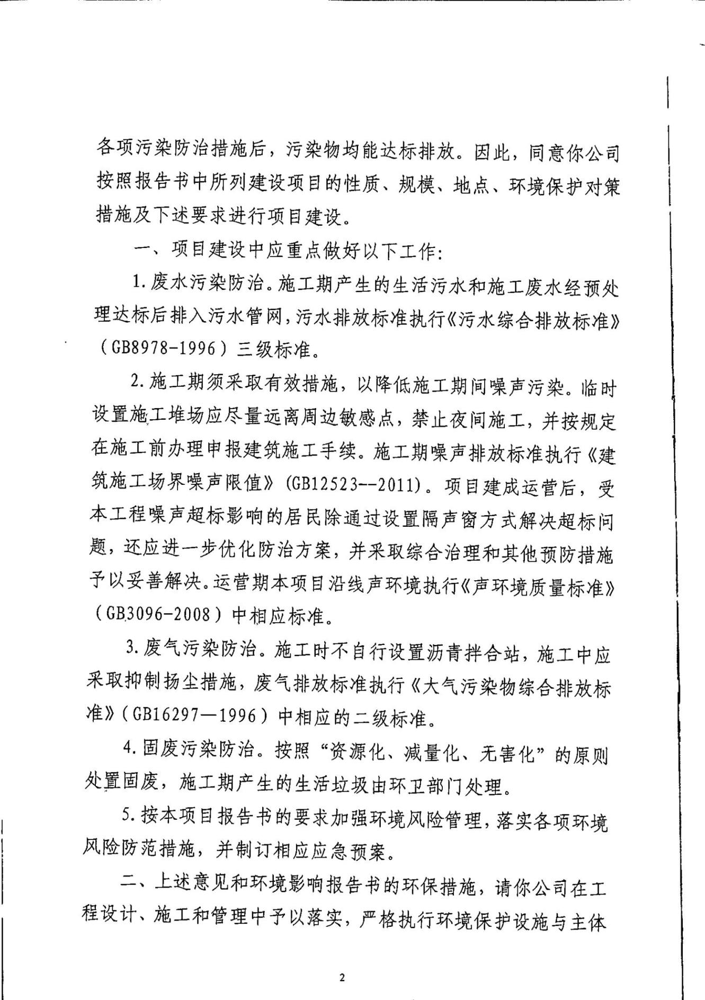 各项污染防治措施后，污染物均能达标排放。因此，同意你公司
按照报告书中所列建设项目的性质、规模、地点、环境保护对策
措施及下述要求进行项目建设。
一、项目建设中应重点做好以下工作：
1.废水污染防治。施工期产生的生活污水和施工废水经预处
理达标后排入污水管网，污水排放标准执行《污水综合排放标准》
（GB8978-1996）三级标准。
2.施工期须采取有效措施，以降低施工期间噪声污染。临时
设置施工堆场应尽量远离周边敏感点，禁止夜间施工，并按规定
在施工前办理申报建筑施工手续。施工期噪声排放标准执行《建
筑施工场界噪声限值》(GB12523--2011)。项目建成运营后，受
本工程噪声超标影响的居民除通过设置隔声窗方式解决超标问
题，还应进一步优化防治方案，并采取综合治理和其他预防措施
予以妥善解决。运营期本项目沿线声环境执行《声环境质量标准》
（GB3096-2008）中相应标准。
3.废气污染防治。施工时不自行设置沥青拌合站，施工中应
采取抑制扬尘措施，废气排放标准执行《大气污染物综合排放标
准》（GB16297—1996）中相应的二级标准。
4.固废污染防治。按照“资源化、减量化、无害化”的原则
处置固废，施工期产生的生活垃圾由环卫部门处理。
5.按本项目报告书的要求加强环境风险管理，落实各项环境
风险防范措施，并制订相应应急预案。
二、上述意见和环境影响报告书的环保措施，请你公司在工
程设计、施工和管理中予以落实，严格执行环境保护设施与主体
2